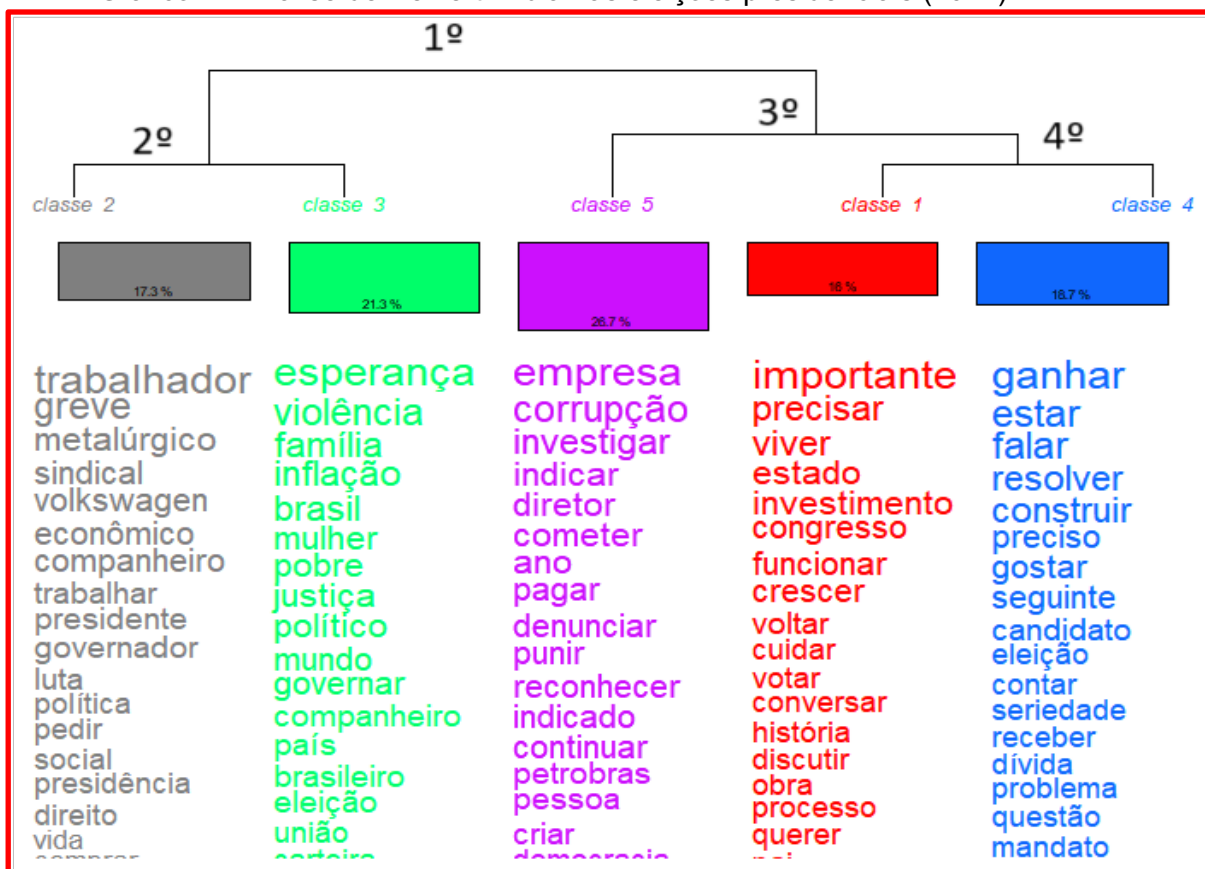 1º
2º
3º
4º
classe 2
classe 3
classe 5
classe 1
classe 4
17.3 %
21.3 %
26.7 %
16 %
18.7 %
trabalhador
greve
metalúrgico
sindical
volkswagen
econômico
companheiro
trabalhar
presidente
governador
luta
política
pedir
social
presidência
direito
vida
esperança
violência
família
inflação
brasil
mulher
pobre
justiça
político
mundo
governar
companheiro
país
brasileiro
eleição
união
empresa
corrupção
investigar
indicar
diretor
cometer
ano
pagar
denunciar
punir
reconhecer
indicado
continuar
petrobras
pessoa
criar
importante
precisar
viver
estado
investimento
congresso
funcionar
crescer
voltar
cuidar
votar
conversar
história
discutir
obra
processo
querer
ganhar
estar
falar
resolver
construir
preciso
gostar
seguinte
candidato
eleição
contar
seriedade
receber
dívida
problema
questão
mandato